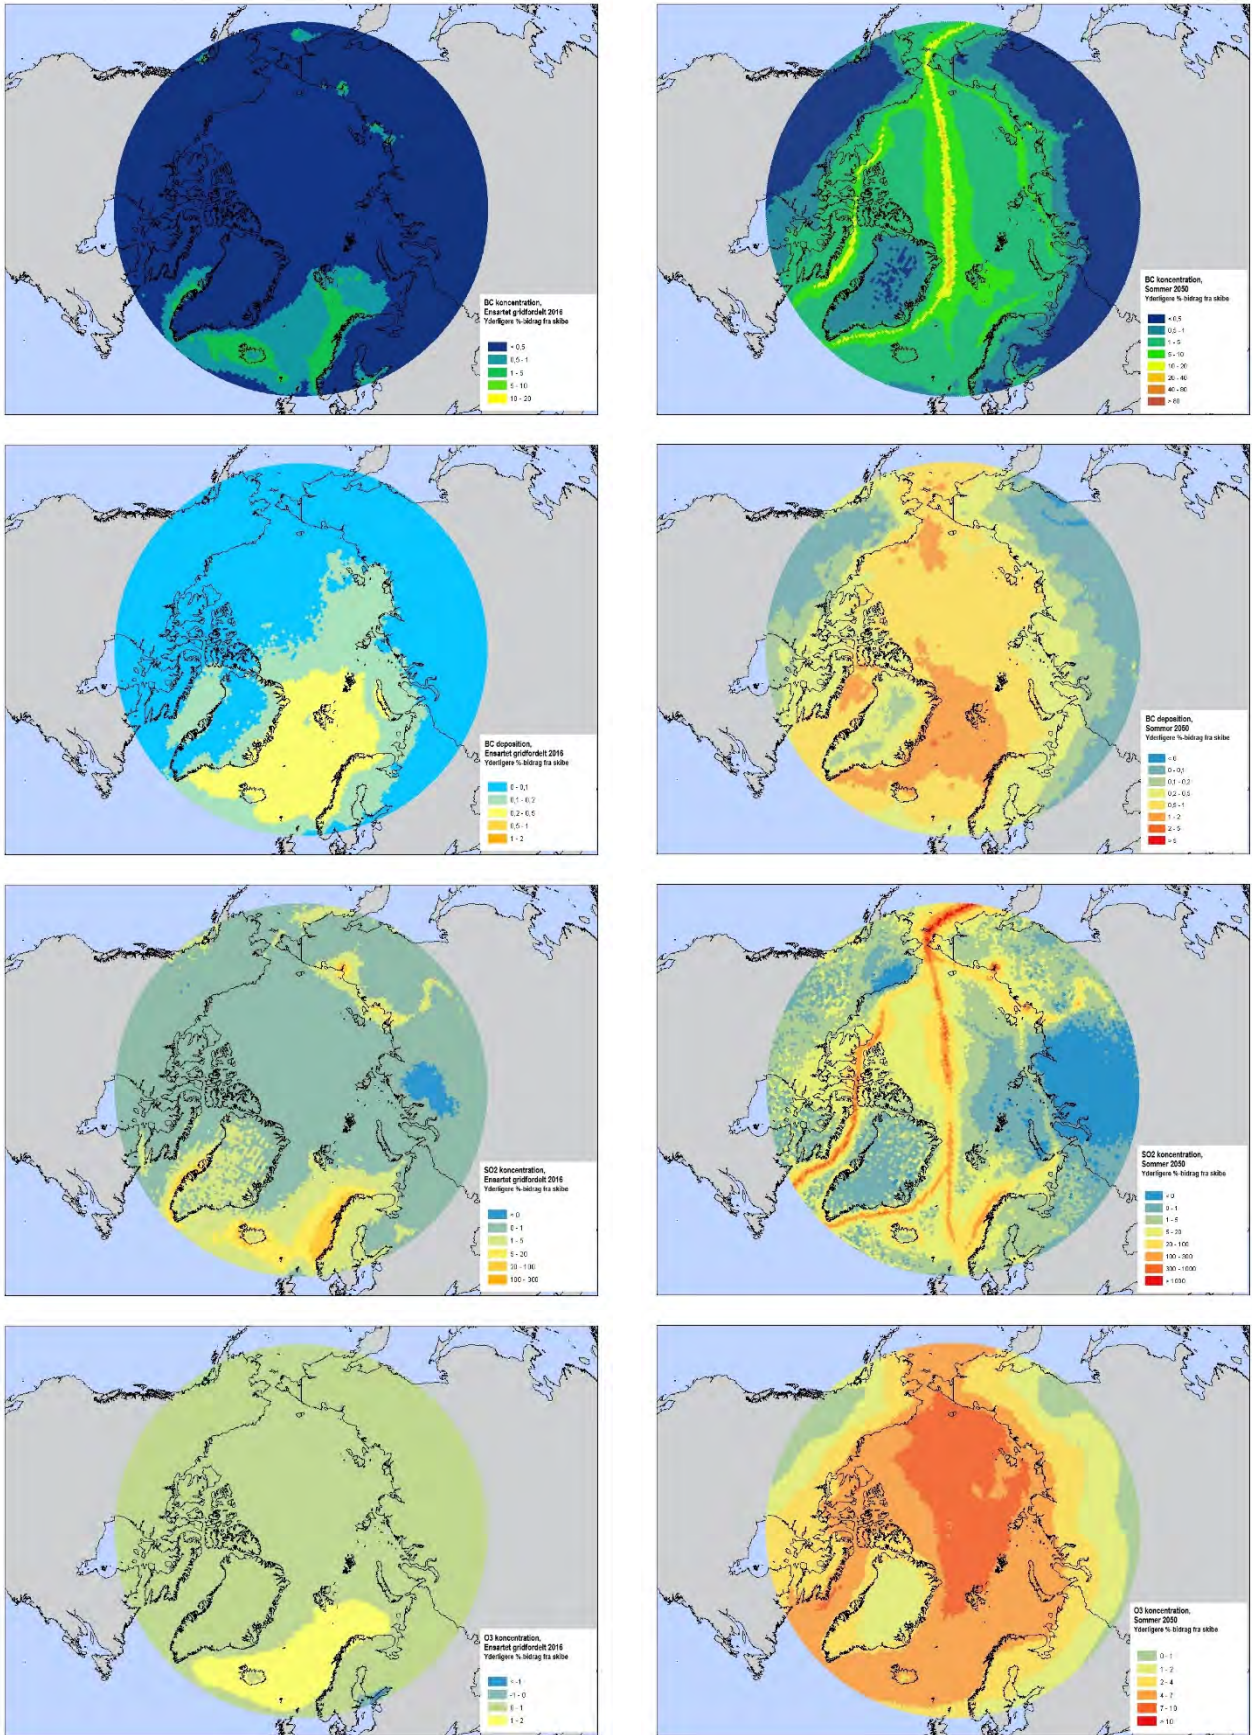 BC koncentration,
Ensartet gridfordelt 2016
Yderligere %-bidrag fra skibe
< 0,5
0,5 - 1
1 - 5
5 - 10
10 - 20
BC koncentration,
Sommer 2050
Yderligere %-bidrag fra skibe
< 0,5
0,5 - 1
1 - 5
5 - 10
10 - 20
20 - 40
40 - 80
> 80
BC deposition,
Ensartet gridfordelt 2016
Yderligere %-bidrag fra skibe
0 - 0,1
0,1 - 0,2
0,2 - 0,5
0,5 - 1
1 - 2
BC deposition,
Sommer 2050
Yderligere %-bidrag fra skibe
< 0
0 - 0,1
0,1 - 0,2
0,2 - 0,5
0,5 - 1
1 - 2
2 - 5
> 5
SO2 koncentration,
Ensartet gridfordelt 2016
Yderligere %-bidrag fra skibe
< 0
0 - 1
1 - 5
5 - 20
20 - 100
100 - 300
SO2 koncentration,
Sommer 2050
Yderligere %-bidrag fra skibe
< 0
0 - 1
1 - 5
5 - 20
20 - 100
100 - 300
300 - 1000
> 1000
O3 koncentration,
Ensartet gridfordelt 2016
Yderligere %-bidrag fra skibe
< -1
-1 - 0
0 - 1
1 - 2
O3 koncentration,
Sommer 2050
Yderligere %-bidrag fra skibe
0 - 1
1 - 2
2 - 4
4 - 7
7 - 10
> 10